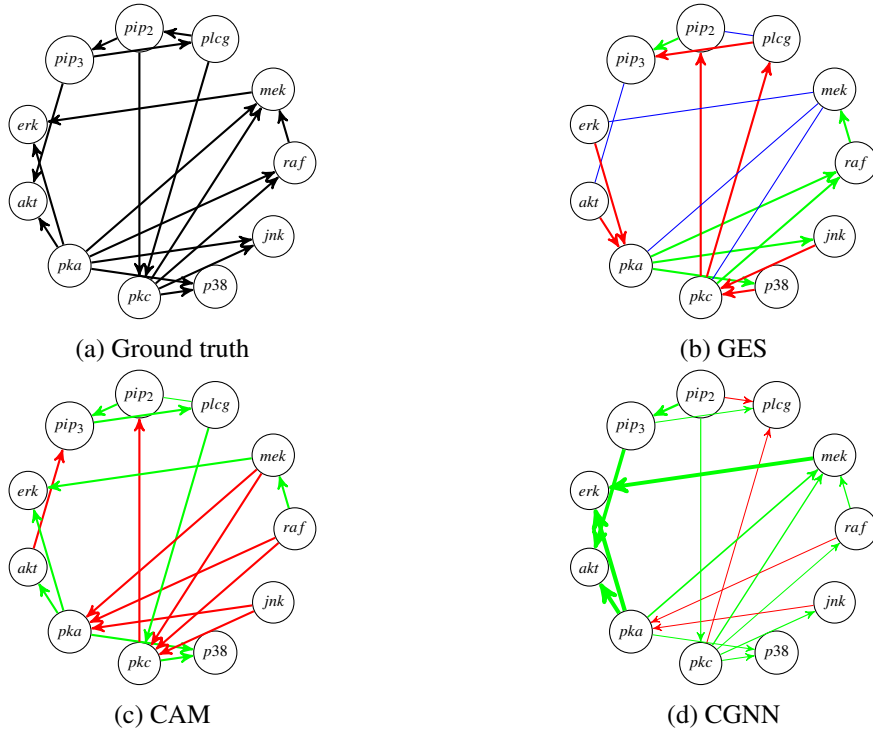 pip₂
plcg
pip₃
mek
erk
raf
akt
jnk
pka
pkc
p38
(a) Ground truth
pip₂
plcg
pip₃
mek
erk
raf
akt
jnk
pka
pkc
p38
(b) GES
pip₂
plcg
pip₃
mek
erk
raf
akt
jnk
pka
pkc
p38
(c) CAM
pip₂
plcg
pip₃
mek
erk
raf
akt
jnk
pka
pkc
p38
(d) CGNN